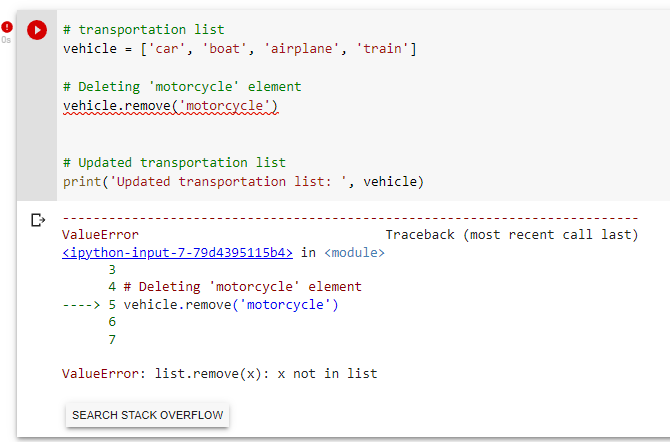 0s
# transportation list
vehicle = ['car', 'boat', 'airplane', 'train']
# Deleting 'motorcycle' element
vehicle.remove('motorcycle')
# Updated transportation list
print('Updated transportation list: ', vehicle)
---------------------------------------------------------------------------
ValueError                                Traceback (most recent call last)
<ipython-input-7-79d4395115b4> in <module>
      3
      4 # Deleting 'motorcycle' element
----> 5 vehicle.remove('motorcycle')
      6
      7
ValueError: list.remove(x): x not in list
SEARCH STACK OVERFLOW